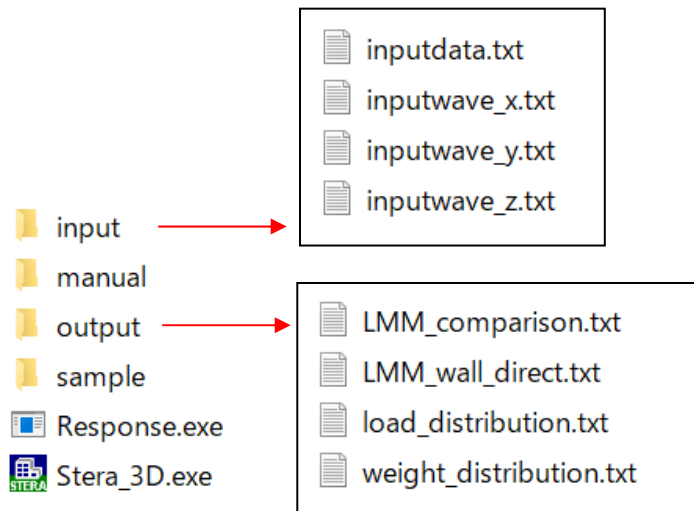 inputdata.txt
inputwave_x.txt
inputwave_y.txt
inputwave_z.txt
input
manual
output
sample
Response.exe
STERA
Stera_3D.exe
LMM_comparison.txt
LMM_wall_direct.txt
load_distribution.txt
weight_distribution.txt